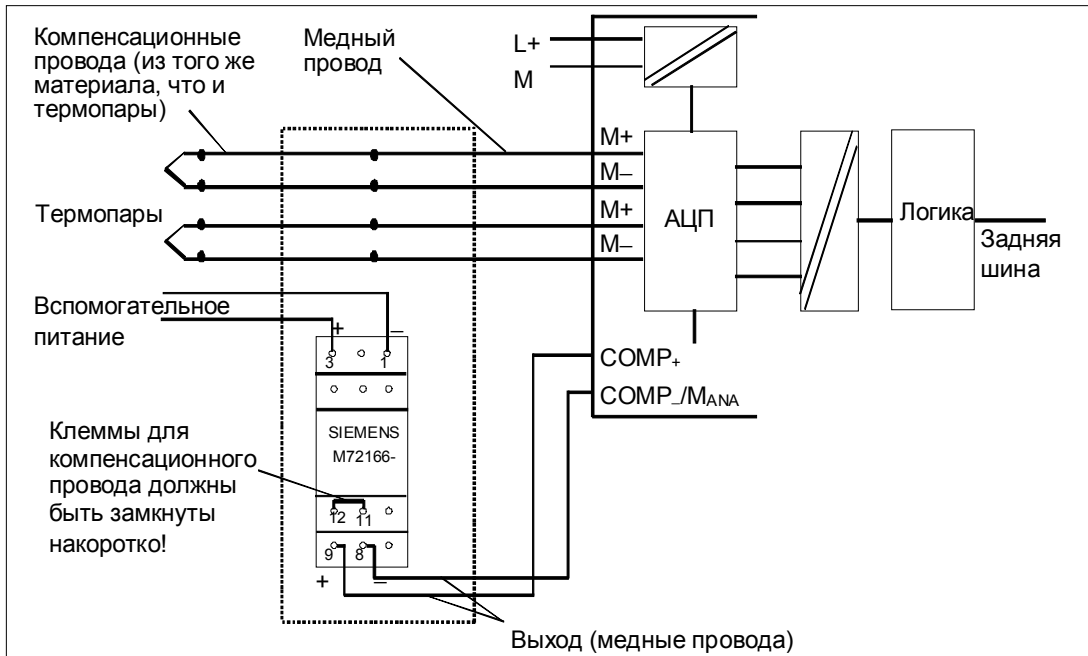 Компенсационные
провода (из того же
материала, что и
термопары)
Медный
провод
L+
M
M+
M–
M+
M–
АЦП
Логика
Задняя
шина
Термопары
Вспомогательное
питание
+
–
3
1
COMP+
COMP–/MANA
SIEMENS
M72166-
Клеммы для
компенсационного
провода должны
быть замкнуты
накоротко!
12
11
9
8
+
–
Выход (медные провода)